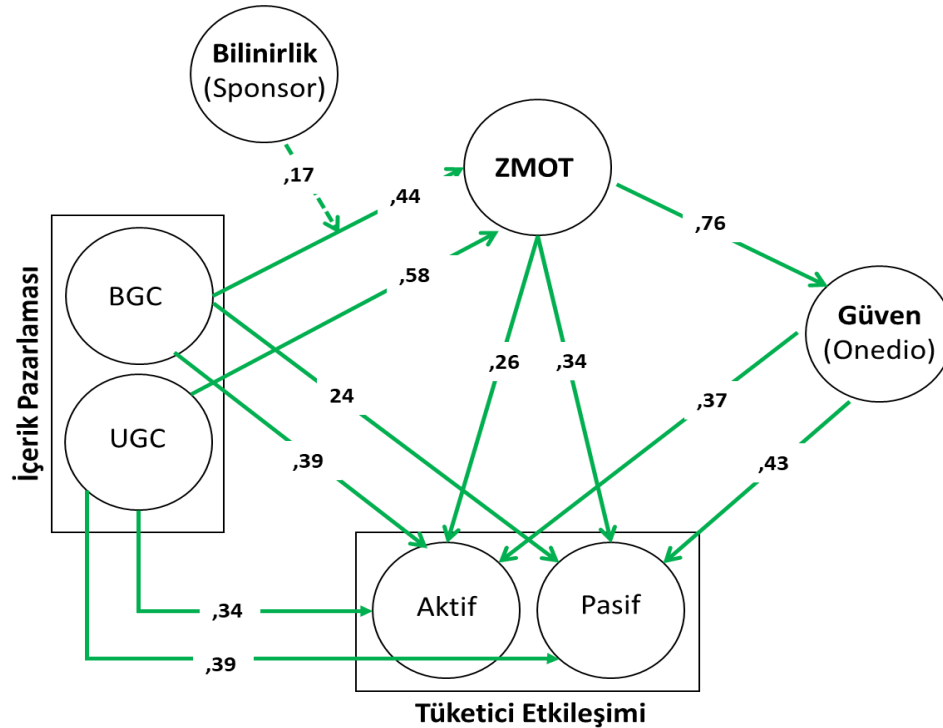 Bilinirlik
(Sponsor)
,17
ZMOT
,44
,76
,58
İçerik Pazarlaması
BGC
UGC
Güven
(Onedio)
,26
,34
24
,37
,39
,43
Aktif
Pasif
,34
,39
Tüketici Etkileşimi